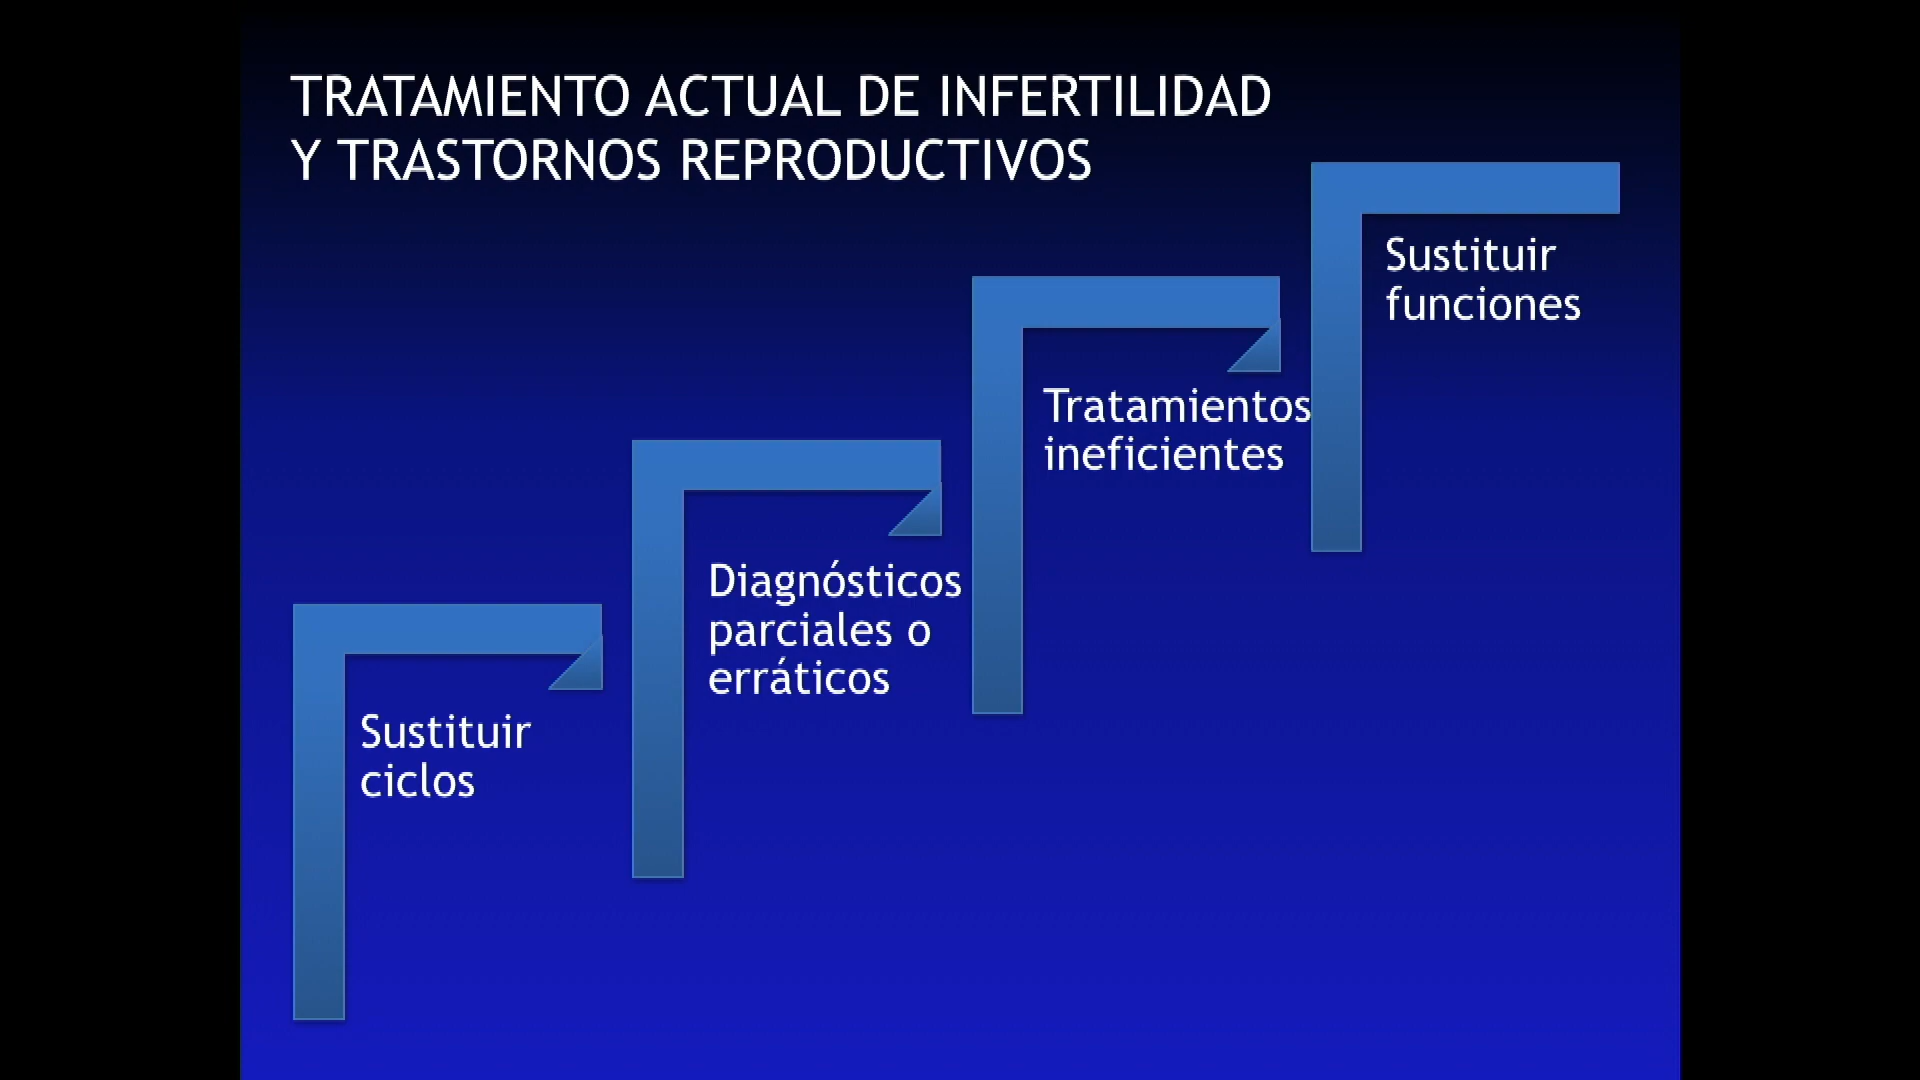 TRATAMIENTO ACTUAL DE INFERTILIDAD
Y TRASTORNOS REPRODUCTIVOS
Sustituir
ciclos
Diagnósticos
parciales o
erráticos
Tratamientos
ineficientes
Sustituir
funciones